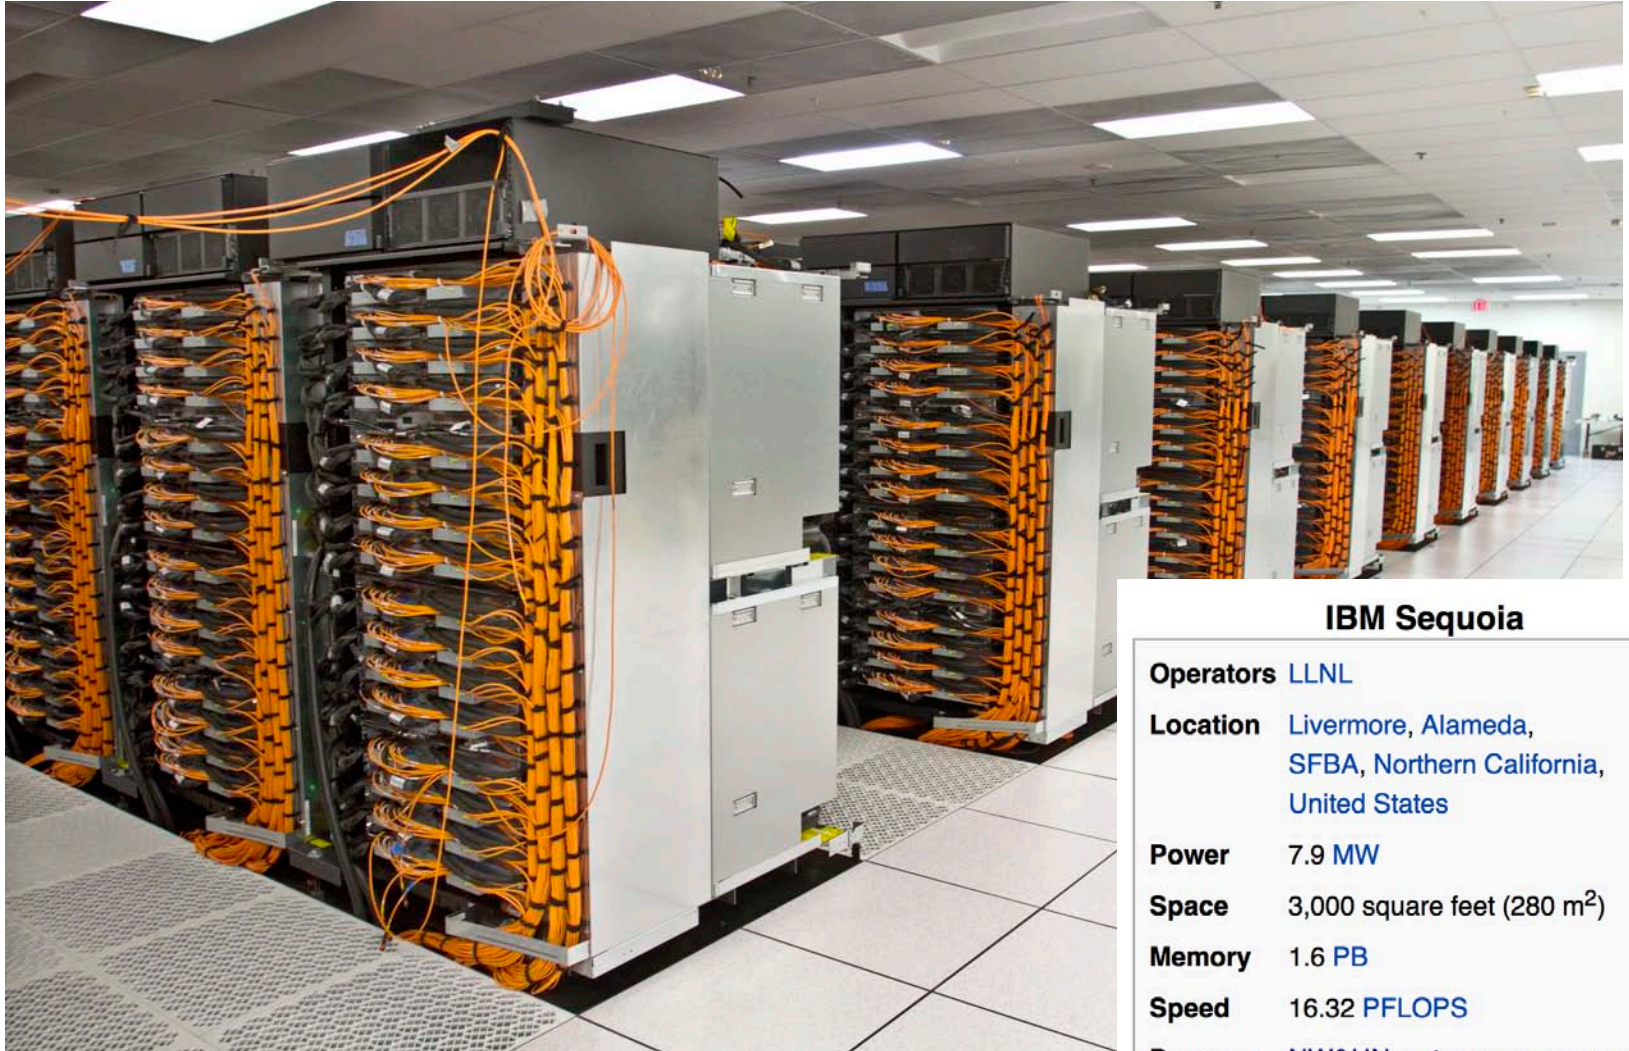 IBM Sequoia
Operators LLNL
Location Livermore, Alameda,
SFBA, Northern California,
United States
Power 7.9 MW
Space 3,000 square feet (280 m²)
Memory 1.6 PB
Speed 16.32 PFLOPS